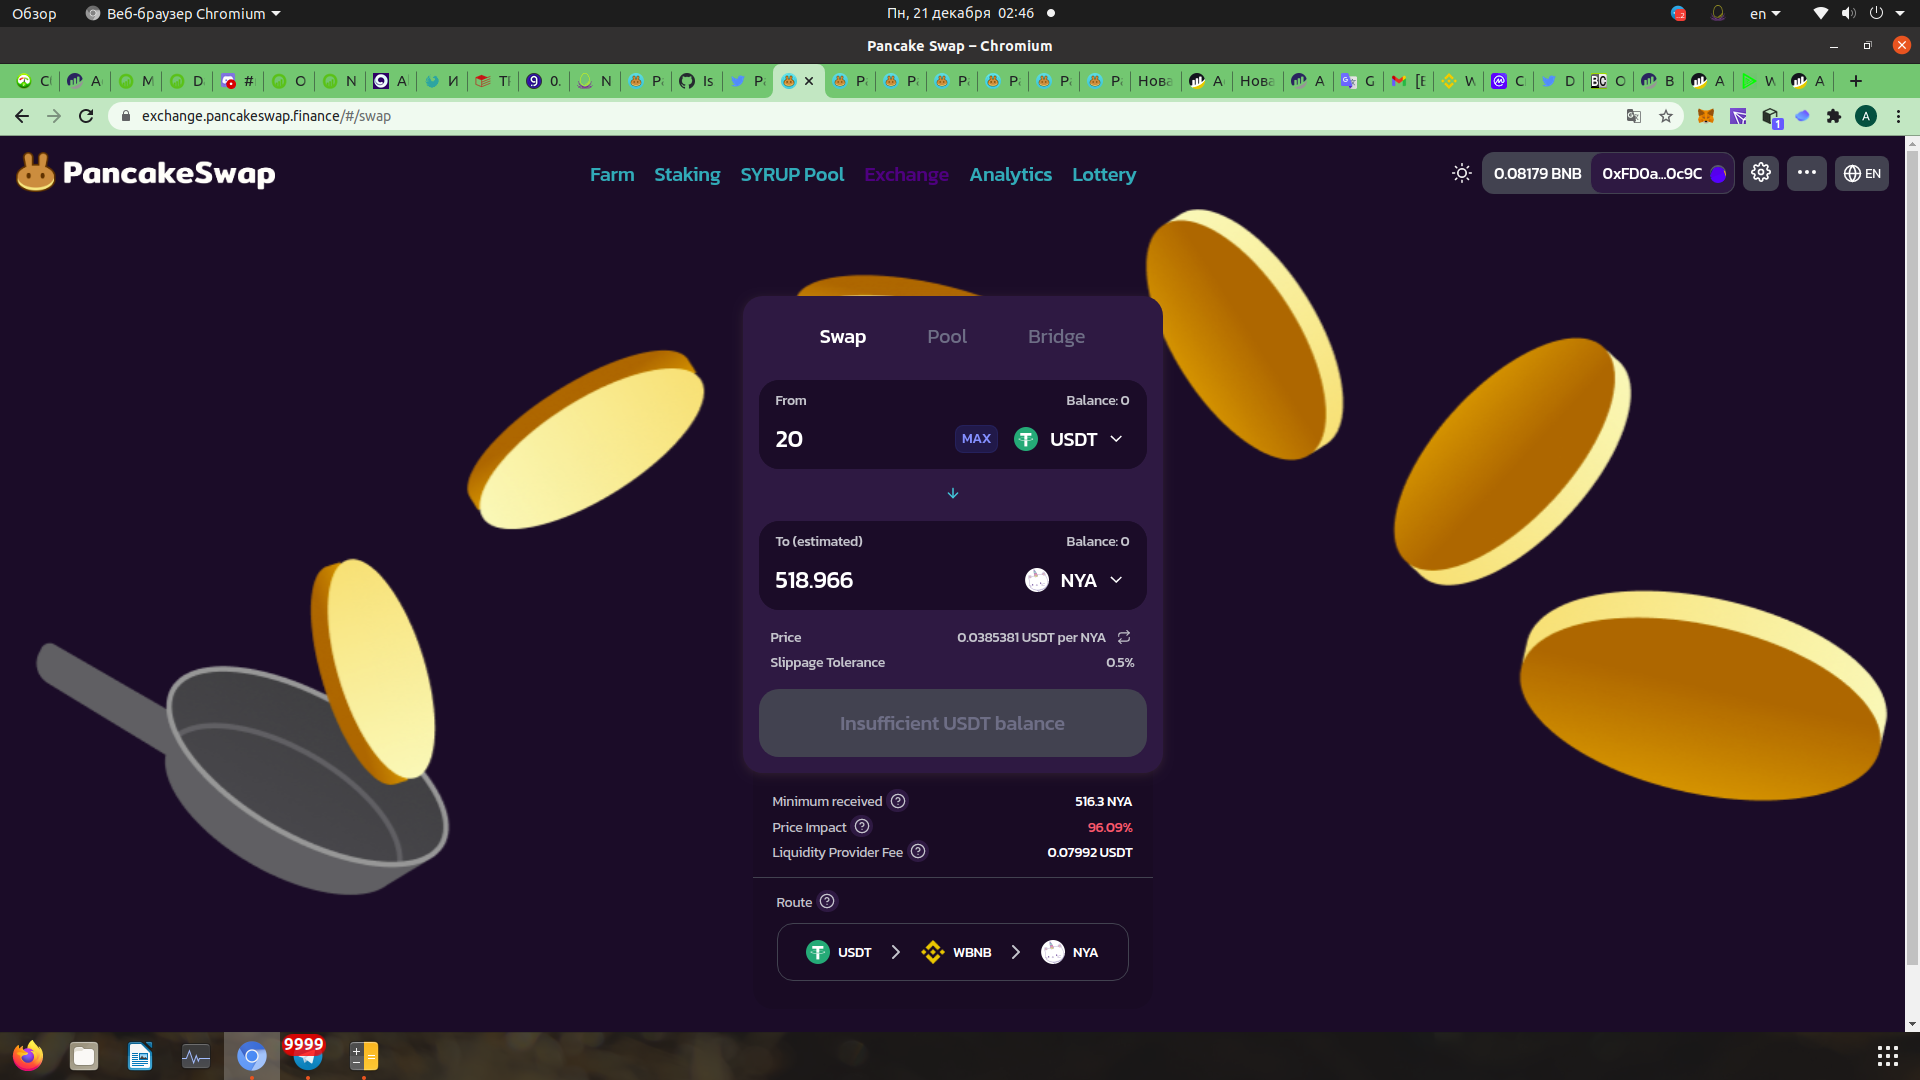 Обзор
Веб-браузер Chromium
Пн, 21 декабря 02:46
en
Pancake Swap – Chromium
exchange.pancakeswap.finance/#/swap
1
A
PancakeSwap
Farm
Staking
SYRUP Pool
Exchange
Analytics
Lottery
0.08179 BNB
0xFD0a...0c9C
EN
Swap
Pool
Bridge
From
Balance: 0
20
MAX
USDT
To (estimated)
Balance: 0
518.966
NYA
Price
0.0385381 USDT per NYA
Slippage Tolerance
0.5%
Insufficient USDT balance
Minimum received
516.3 NYA
Price Impact
96.09%
Liquidity Provider Fee
0.07992 USDT
Route
USDT
WBNB
NYA
9999